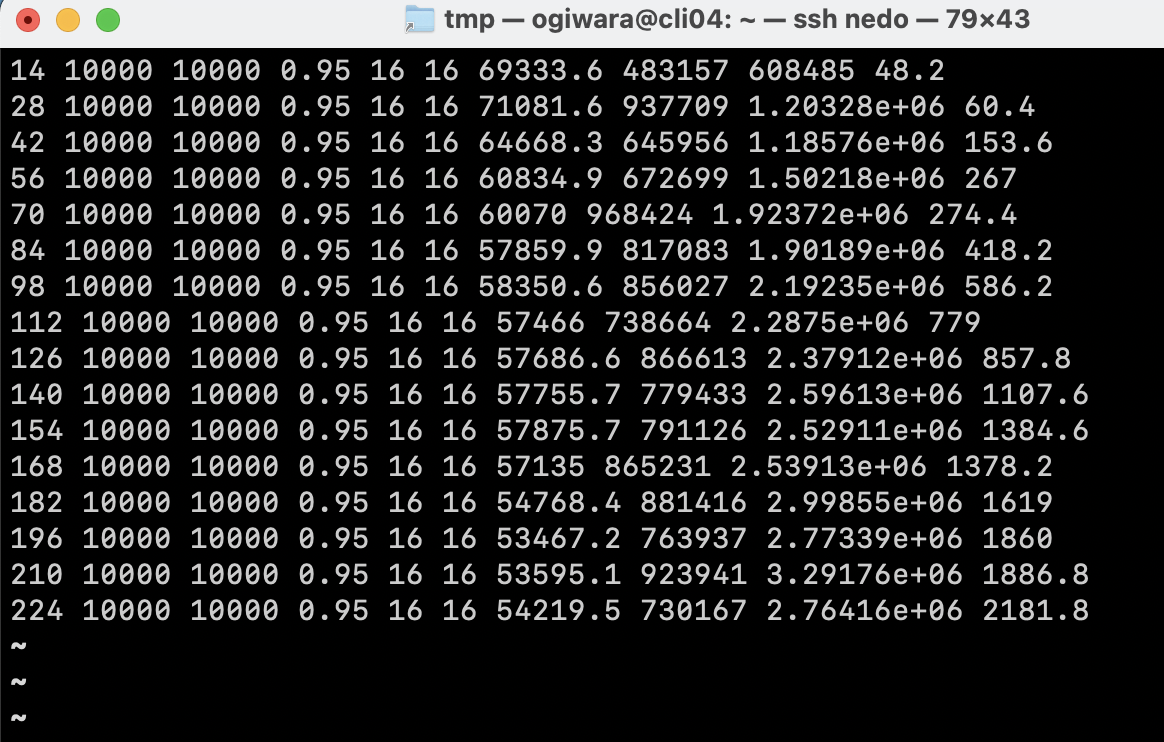 tmp — ogiwara@cli04: ~ — ssh nedo — 79×43
14 10000 10000 0.95 16 16 69333.6 483157 608485 48.2
28 10000 10000 0.95 16 16 71081.6 937709 1.20328e+06 60.4
42 10000 10000 0.95 16 16 64668.3 645956 1.18576e+06 153.6
56 10000 10000 0.95 16 16 60834.9 672699 1.50218e+06 267
70 10000 10000 0.95 16 16 60070 968424 1.92372e+06 274.4
84 10000 10000 0.95 16 16 57859.9 817083 1.90189e+06 418.2
98 10000 10000 0.95 16 16 58350.6 856027 2.19235e+06 586.2
112 10000 10000 0.95 16 16 57466 738664 2.2875e+06 779
126 10000 10000 0.95 16 16 57686.6 866613 2.37912e+06 857.8
140 10000 10000 0.95 16 16 57755.7 779433 2.59613e+06 1107.6
154 10000 10000 0.95 16 16 57875.7 791126 2.52911e+06 1384.6
168 10000 10000 0.95 16 16 57135 865231 2.53913e+06 1378.2
182 10000 10000 0.95 16 16 54768.4 881416 2.99855e+06 1619
196 10000 10000 0.95 16 16 53467.2 763937 2.77339e+06 1860
210 10000 10000 0.95 16 16 53595.1 923941 3.29176e+06 1886.8
224 10000 10000 0.95 16 16 54219.5 730167 2.76416e+06 2181.8
~
~
~